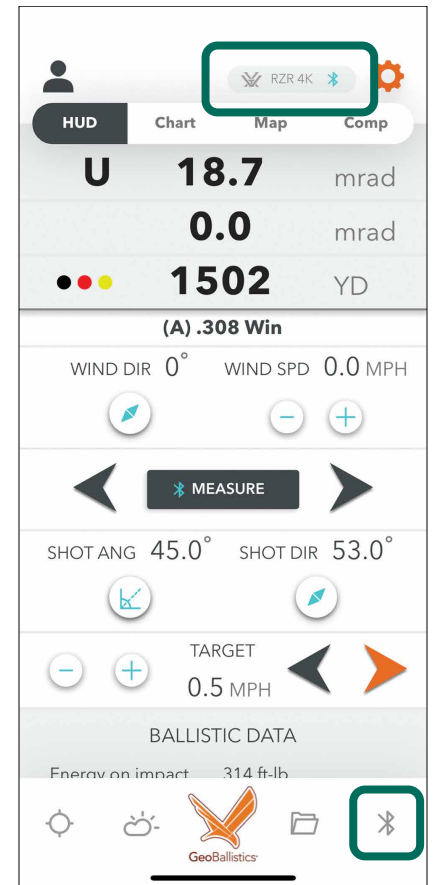 RZR 4K
HUD Chart Map Comp
U 18.7 mrad
0.0 mrad
1502 YD
(A) .308 Win
WIND DIR 0° WIND SPD 0.0 MPH
MEASURE
SHOT ANG 45.0° SHOT DIR 53.0°
TARGET
0.5 MPH
BALLISTIC DATA
Energy on impact 314 ft-lb
GeoBallistics